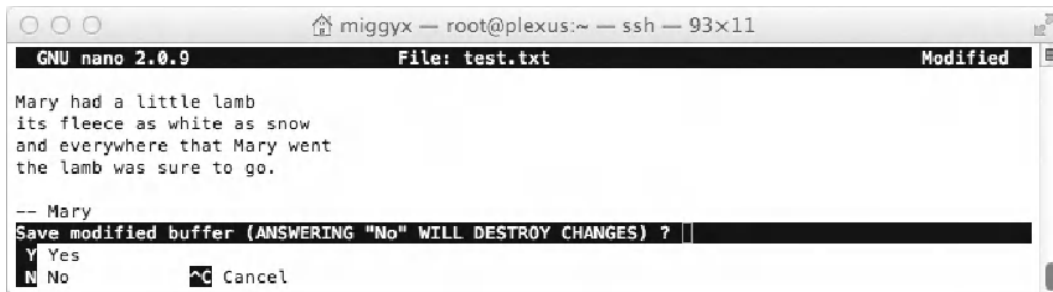 miggyx — root@plexus:~ — ssh — 93×11
GNU nano 2.0.9 File: test.txt Modified
Mary had a little lamb
its fleece as white as snow
and everywhere that Mary went
the lamb was sure to go.
-- Mary
Save modified buffer (ANSWERING "No" WILL DESTROY CHANGES) ?
Y Yes
N No ^C Cancel